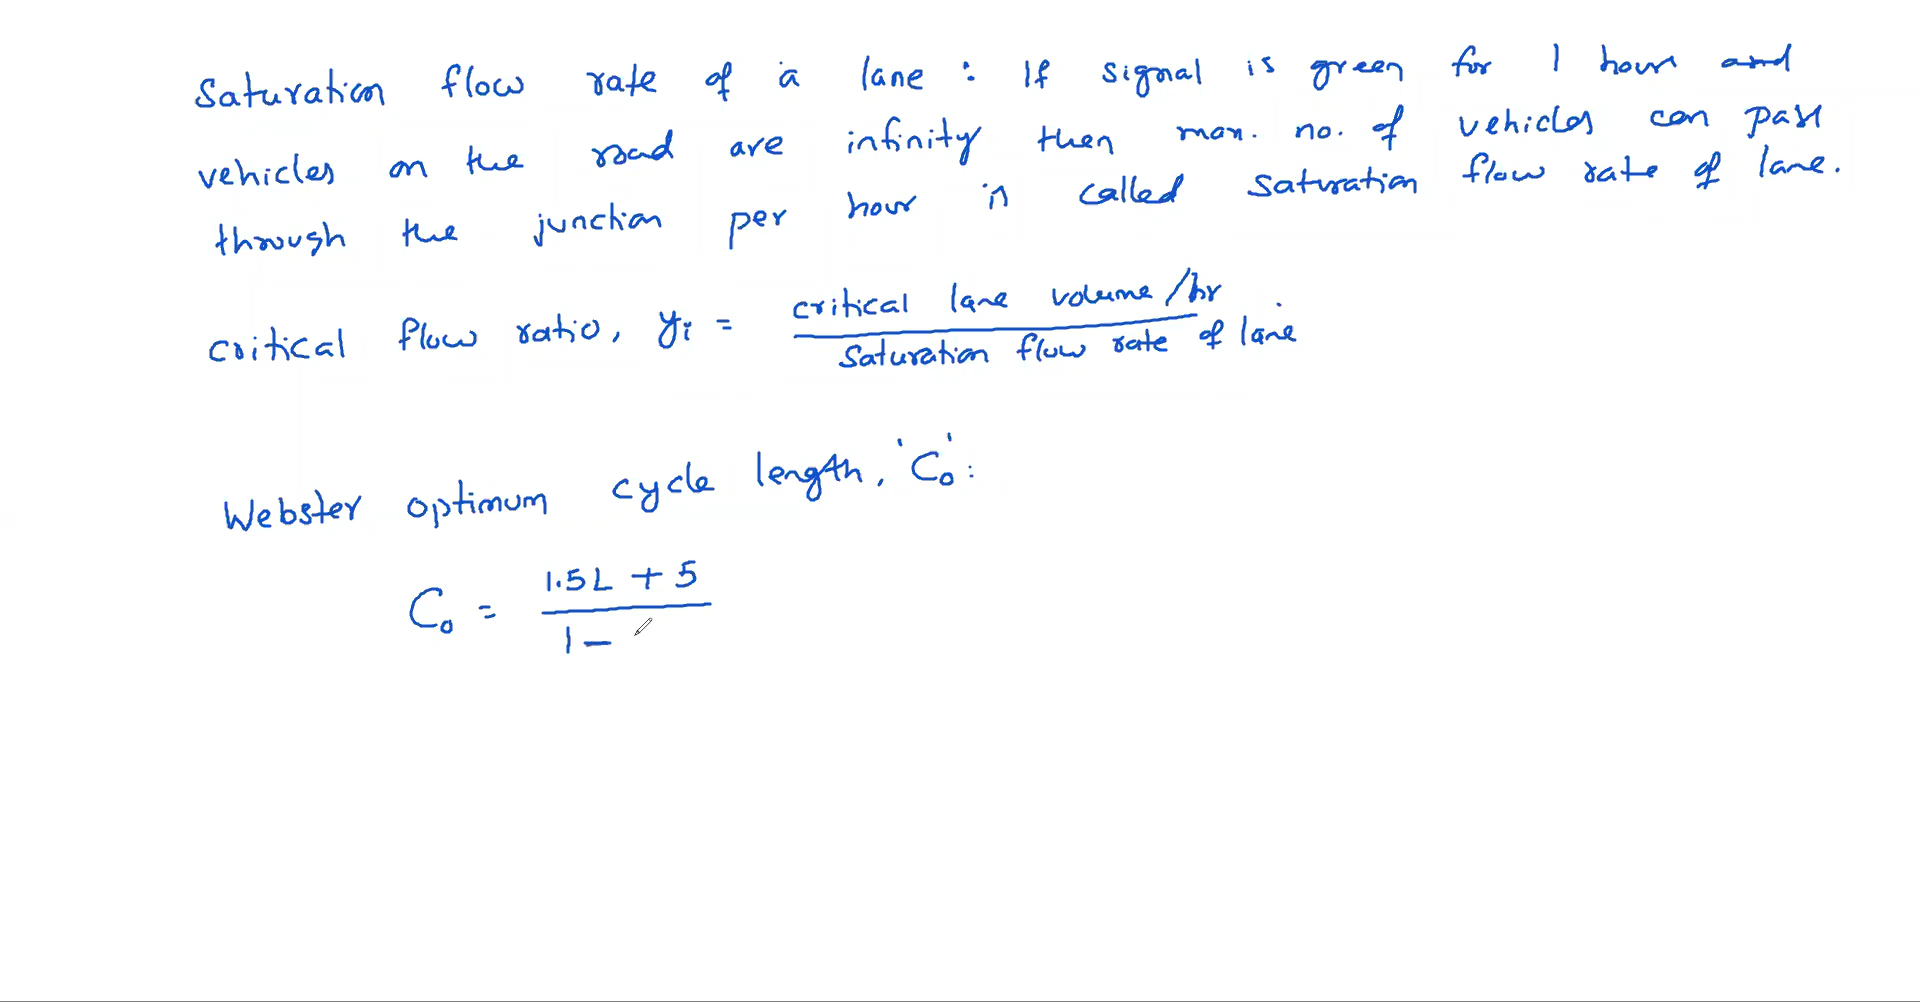 Saturation flow rate of a lane : If signal is green for 1 hour and
vehicles on the road are infinity then max. no. of vehicles can pass
through the junction per hour is called saturation flow rate of lane.
critical flow ratio, yi = critical lane volume/hr
saturation flow rate of lane
Webster optimum cycle length, 'C₀' :
C₀ = 1.5L + 5
1 -